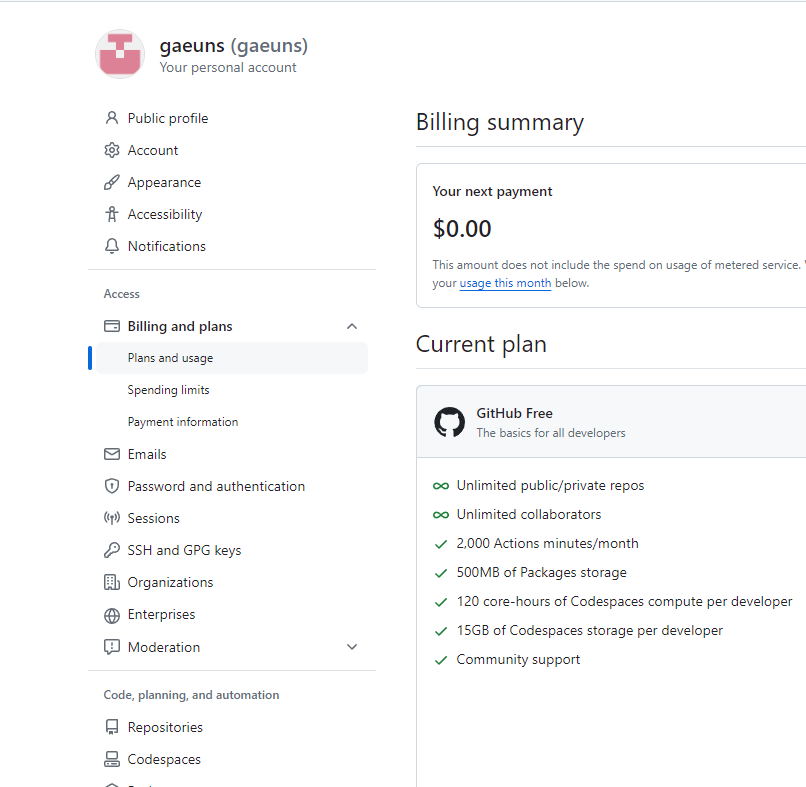 gaeuns (gaeuns)
Your personal account
Public profile
Account
Appearance
Accessibility
Notifications
Access
Billing and plans
Plans and usage
Spending limits
Payment information
Emails
Password and authentication
Sessions
SSH and GPG keys
Organizations
Enterprises
Moderation
Code, planning, and automation
Repositories
Codespaces
Billing summary
Your next payment
$0.00
This amount does not include the spend on usage of metered service.
your usage this month below.
Current plan
GitHub Free
The basics for all developers
Unlimited public/private repos
Unlimited collaborators
2,000 Actions minutes/month
500MB of Packages storage
120 core-hours of Codespaces compute per developer
15GB of Codespaces storage per developer
Community support